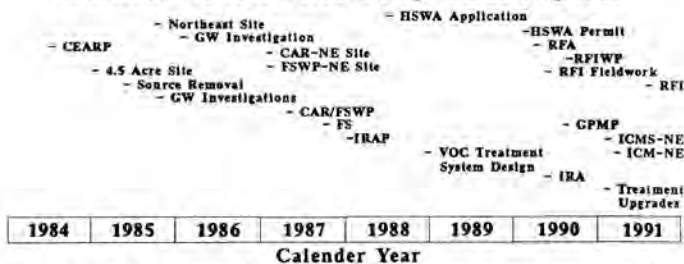 - HSWA Application
- Northeast Site
- HSWA Permit
- GW Investigation
- CEARP
- RFA
- CAR-NE Site
-RFIWP
- 4.5 Acre Site
- FSWP-NE Site
- RFI Fieldwork
- Source Removal
- RFI
- GW Investigations
- CAR/FSWP
- FS
- GPMP
-IRAP
- ICMS-NE
- VOC Treatment
System Design
- ICM-NE
- IRA
- Treatment
Upgrades
1984 1985 1986 1987 1988 1989 1990 1991
Calender Year